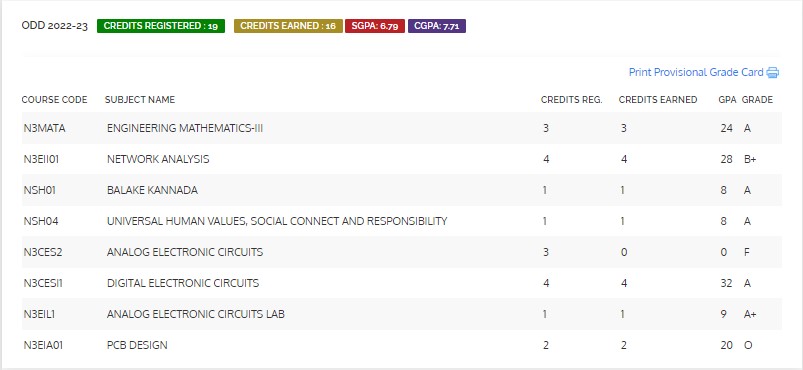 ODD 2022-23 CREDITS REGISTERED : 19 CREDITS EARNED : 16 SGPA: 6.79 CGPA: 7.71
Print Provisional Grade Card
COURSE CODE SUBJECT NAME CREDITS REG. CREDITS EARNED GPA GRADE
N3MATA ENGINEERING MATHEMATICS-III 3 3 24 A
N3EII01 NETWORK ANALYSIS 4 4 28 B+
NSH01 BALAKE KANNADA 1 1 8 A
NSH04 UNIVERSAL HUMAN VALUES, SOCIAL CONNECT AND RESPONSIBILITY 1 1 8 A
N3CES2 ANALOG ELECTRONIC CIRCUITS 3 0 0 F
N3CESI1 DIGITAL ELECTRONIC CIRCUITS 4 4 32 A
N3EIL1 ANALOG ELECTRONIC CIRCUITS LAB 1 1 9 A+
N3EIA01 PCB DESIGN 2 2 20 O